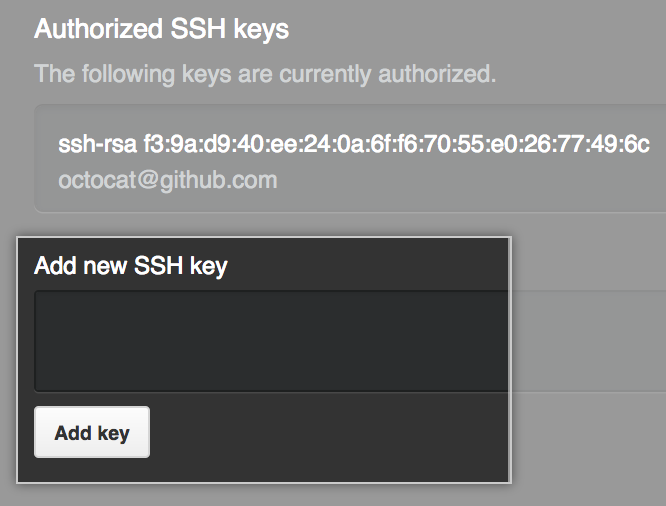 Authorized SSH keys
The following keys are currently authorized.
ssh-rsa f3:9a:d9:40:ee:24:0a:6f:f6:70:55:e0:26:77:49:6c
octocat@github.com
Add new SSH key
Add key